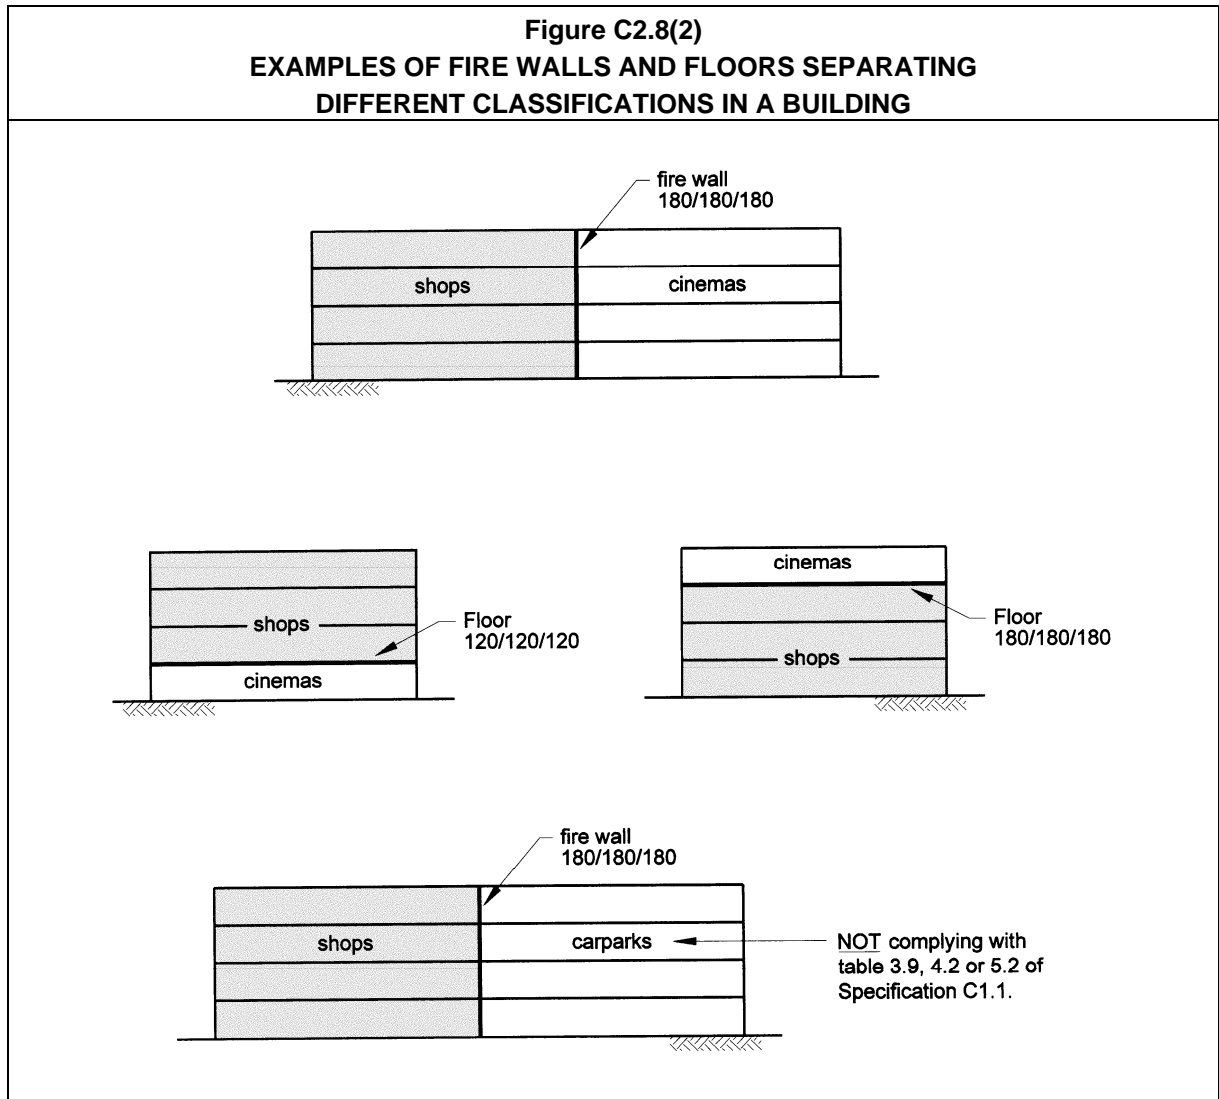 Figure C2.8(2)
EXAMPLES OF FIRE WALLS AND FLOORS SEPARATING
DIFFERENT CLASSIFICATIONS IN A BUILDING
fire wall
180/180/180
shops
cinemas
shops
Floor
120/120/120
cinemas
cinemas
Floor
180/180/180
shops
fire wall
180/180/180
shops
carparks
NOT complying with
table 3.9, 4.2 or 5.2 of
Specification C1.1.